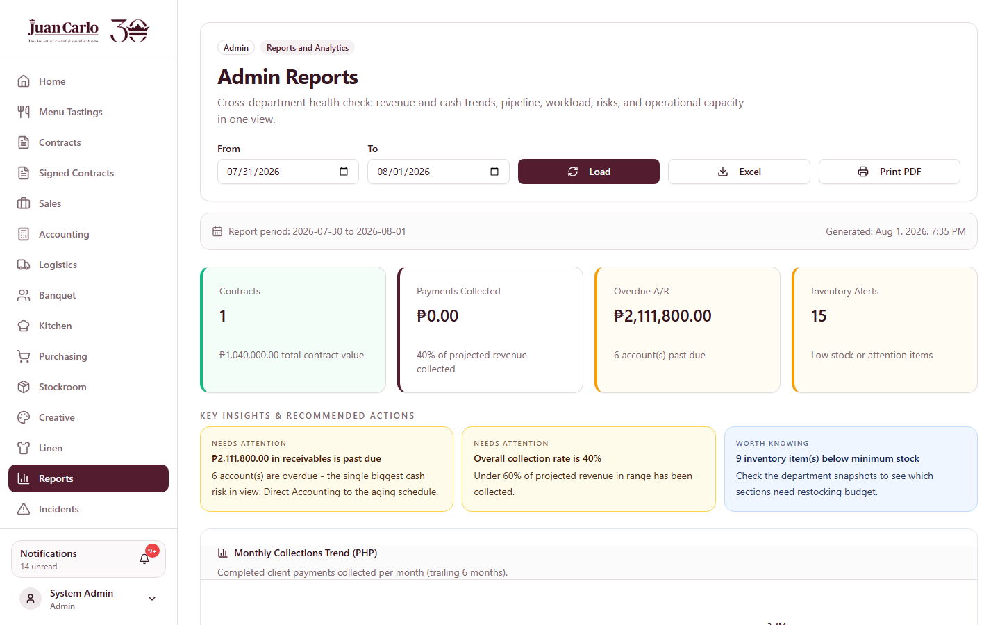 Juan Carlo 30
Home
Menu Tastings
Contracts
Signed Contracts
Sales
Accounting
Logistics
Banquet
Kitchen
Purchasing
Stockroom
Creative
Linen
Reports
Incidents
Notifications
14 unread
9+
System Admin
Admin
Admin
Reports and Analytics
Admin Reports
Cross-department health check: revenue and cash trends, pipeline, workload, risks, and operational capacity
in one view.
From
To
07/31/2026
08/01/2026
Load
Excel
Print PDF
Report period: 2026-07-30 to 2026-08-01
Generated: Aug 1, 2026, 7:35 PM
Contracts
1
₱1,040,000.00 total contract value
Payments Collected
₱0.00
40% of projected revenue
collected
Overdue A/R
₱2,111,800.00
6 account(s) past due
Inventory Alerts
15
Low stock or attention items
KEY INSIGHTS & RECOMMENDED ACTIONS
NEEDS ATTENTION
₱2,111,800.00 in receivables is past due
6 account(s) are overdue - the single biggest cash
risk in view. Direct Accounting to the aging schedule.
NEEDS ATTENTION
Overall collection rate is 40%
Under 60% of projected revenue in range has been
collected.
WORTH KNOWING
9 inventory item(s) below minimum stock
Check the department snapshots to see which
sections need restocking budget.
Monthly Collections Trend (PHP)
Completed client payments collected per month (trailing 6 months).